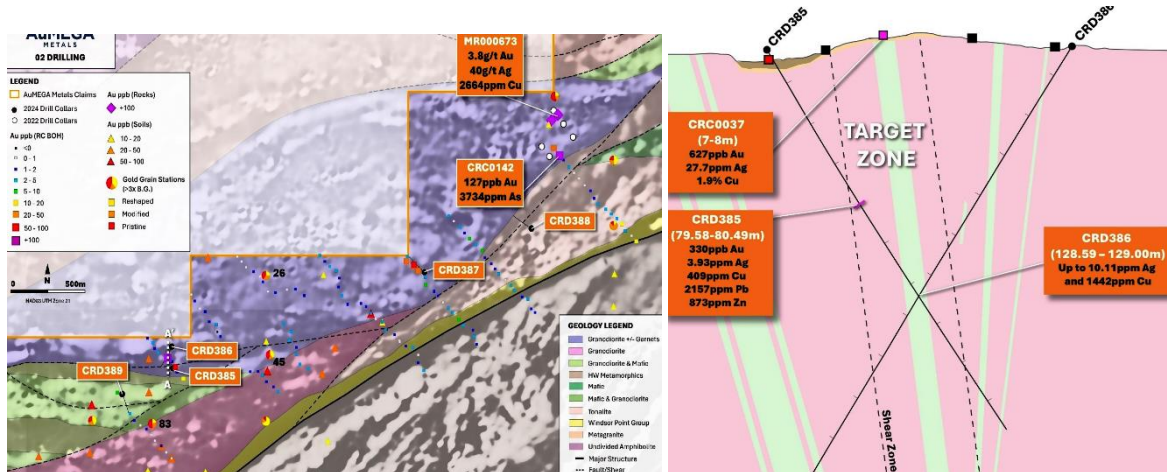 AuMEGA
METALS
02 DRILLING
LEGEND
AuMEGA Metals Claims
2024 Drill Collars
2022 Drill Collars
Au ppb (RC BOH)
<0
0 - 1
1 - 2
2 - 5
5 - 10
10 - 20
20 - 50
50 - 100
+100
Au ppb (Rocks)
+100
Au ppb (Soils)
10 - 20
20 - 50
50 - 100
Gold Grain Stations
(>3x B.G.)
Reshaped
Modified
Pristine
N
0
500m
MR000673
3.8g/t Au
40g/t Ag
2664ppm Cu
CRC0142
127ppb Au
3734ppm As
CRD388
CRD387
26
A'
CRD386
CRD389
45
CRD385
A
83
GEOLOGY LEGEND
Granodiorite +/- Garnets
Granodiorite
Granodiorite & Mafic
HW Metamorphics
Mafic
Mafic & Granodiorite
Tonalite
Windsor Point Group
Metagranite
Undivided Amphibolite
Major Structure
Fault/Shear
CRD385
CRD386
CRC0037
(7-8m)
627ppb Au
27.7ppm Ag
1.9% Cu
TARGET
ZONE
CRD385
(79.58-80.49m)
330ppb Au
3.93ppm Ag
409ppm Cu
2157ppm Pb
873ppm Zn
CRD386
(128.59 – 129.00m)
Up to 10.11ppm Ag
and 1442ppm Cu
Shear Zone